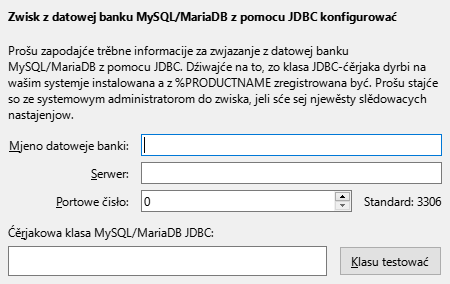 Zwisk z datowej banku MySQL/MariaDB z pomocu JDBC konfigurować
Prošu zapodajće trěbne informacije za zwjazanje z datowej banku
MySQL/MariaDB z pomocu JDBC. Dźiwajće na to, zo klasa JDBC-ćěrjaka dyrbi na
wašim systemje instalowana a z %PRODUCTNAME zregistrowana być. Prošu stajće
so ze systemowym administratorom do zwiska, jeli sće sej njewěsty slědowacych
nastajenjow.
Mjeno datoweje banki:
Serwer:
Portowe čisło: 0 Standard: 3306
Ćěrjakowa klasa MySQL/MariaDB JDBC:
Klasu testować